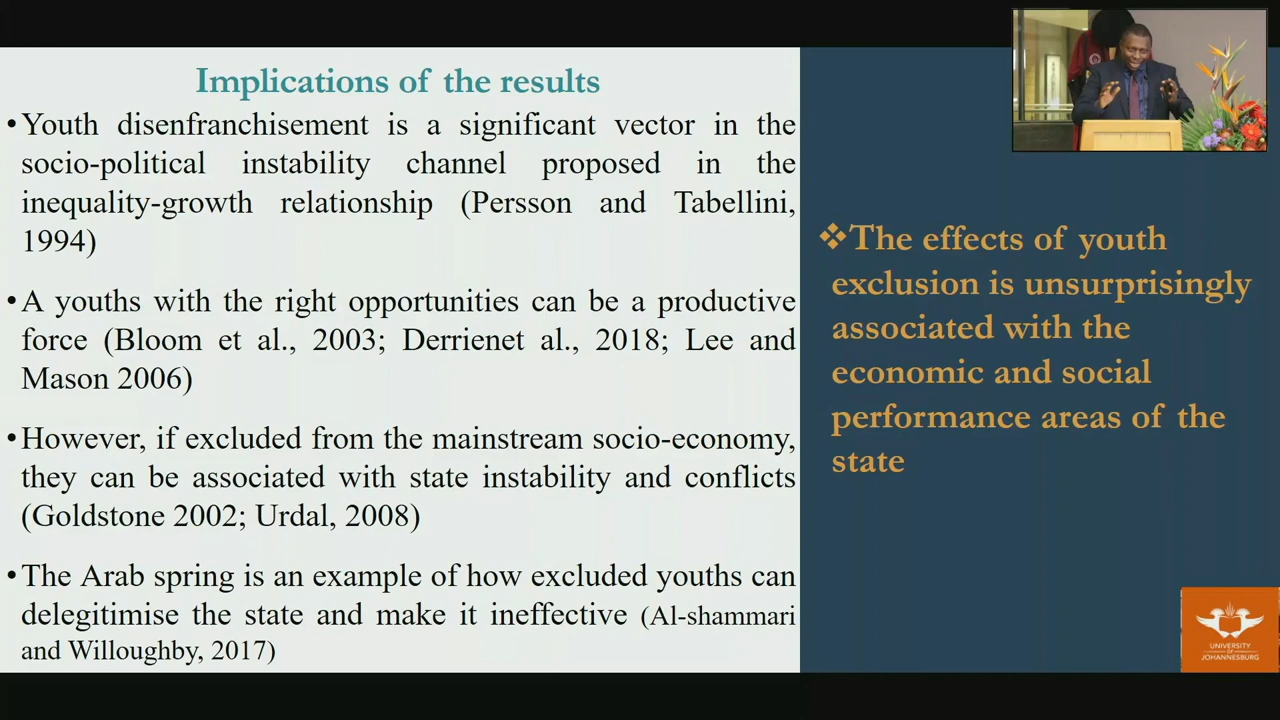 Implications of the results
•Youth disenfranchisement is a significant vector in the
socio-political instability channel proposed in the
inequality-growth relationship (Persson and Tabellini,
1994)
•A youths with the right opportunities can be a productive
force (Bloom et al., 2003; Derrienet al., 2018; Lee and
Mason 2006)
•However, if excluded from the mainstream socio-economy,
they can be associated with state instability and conflicts
(Goldstone 2002; Urdal, 2008)
•The Arab spring is an example of how excluded youths can
delegitimise the state and make it ineffective (Al-shammari
and Willoughby, 2017)
❖The effects of youth
exclusion is unsurprisingly
associated with the
economic and social
performance areas of the
state
UNIVERSITY
OF
JOHANNESBURG